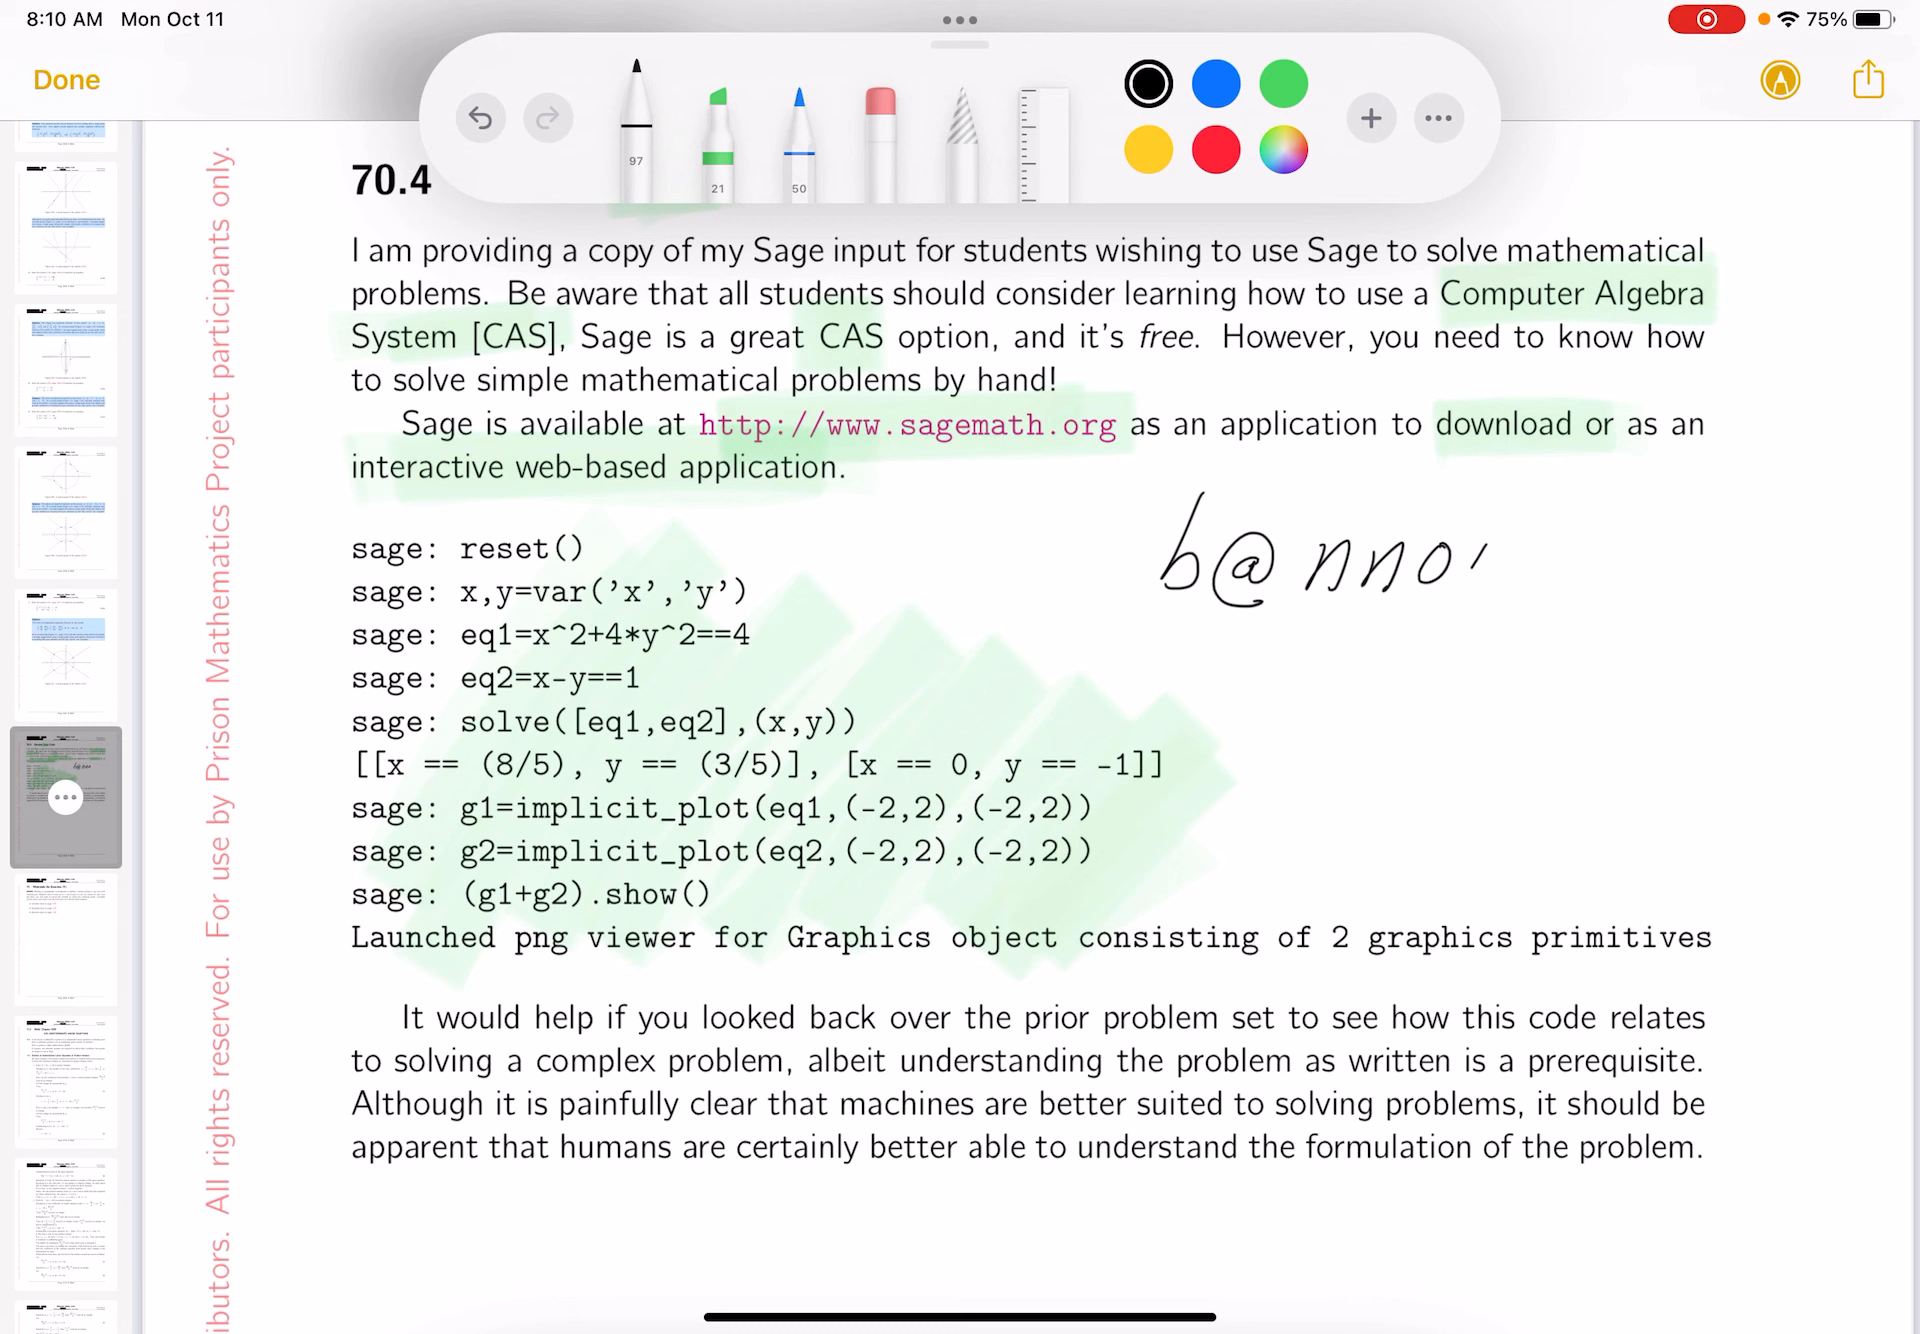 8:10 AM Mon Oct 11
75%
Done
97
21
50
70.4
I am providing a copy of my Sage input for students wishing to use Sage to solve mathematical
problems. Be aware that all students should consider learning how to use a Computer Algebra
System [CAS], Sage is a great CAS option, and it's free. However, you need to know how
to solve simple mathematical problems by hand!
Sage is available at http://www.sagemath.org as an application to download or as an
interactive web-based application.
b@nno
sage: reset()
sage: x,y=var('x','y')
sage: eq1=x^2+4*y^2==4
sage: eq2=x-y==1
sage: solve([eq1,eq2],(x,y))
[[x == (8/5), y == (3/5)], [x == 0, y == -1]]
sage: g1=implicit_plot(eq1,(-2,2),(-2,2))
sage: g2=implicit_plot(eq2,(-2,2),(-2,2))
sage: (g1+g2).show()
Launched png viewer for Graphics object consisting of 2 graphics primitives
It would help if you looked back over the prior problem set to see how this code relates
to solving a complex problem, albeit understanding the problem as written is a prerequisite.
Although it is painfully clear that machines are better suited to solving problems, it should be
apparent that humans are certainly better able to understand the formulation of the problem.
ibutors. All rights reserved. For use by Prison Mathematics Project participants only.